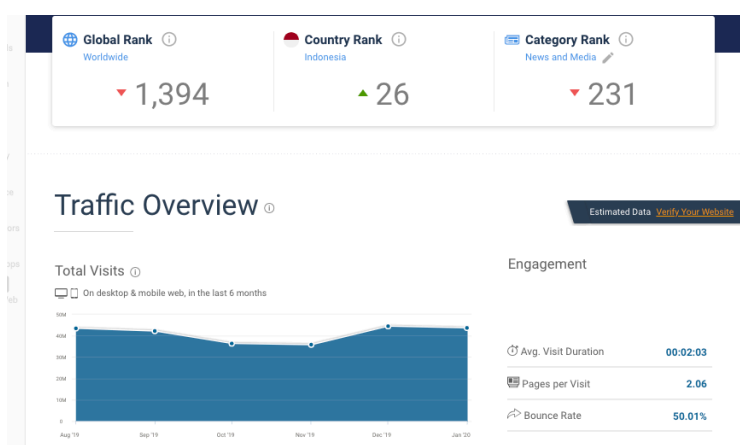 Global Rank
Worldwide
1,394
Country Rank
Indonesia
26
Category Rank
News and Media
231
Traffic Overview
Estimated Data Verify Your Website
Total Visits
On desktop & mobile web, in the last 6 months
50M
40M
30M
20M
10M
0
Aug '19
Sep '19
Oct '19
Nov '19
Dec '19
Jan '20
Engagement
Avg. Visit Duration 00:02:03
Pages per Visit 2.06
Bounce Rate 50.01%